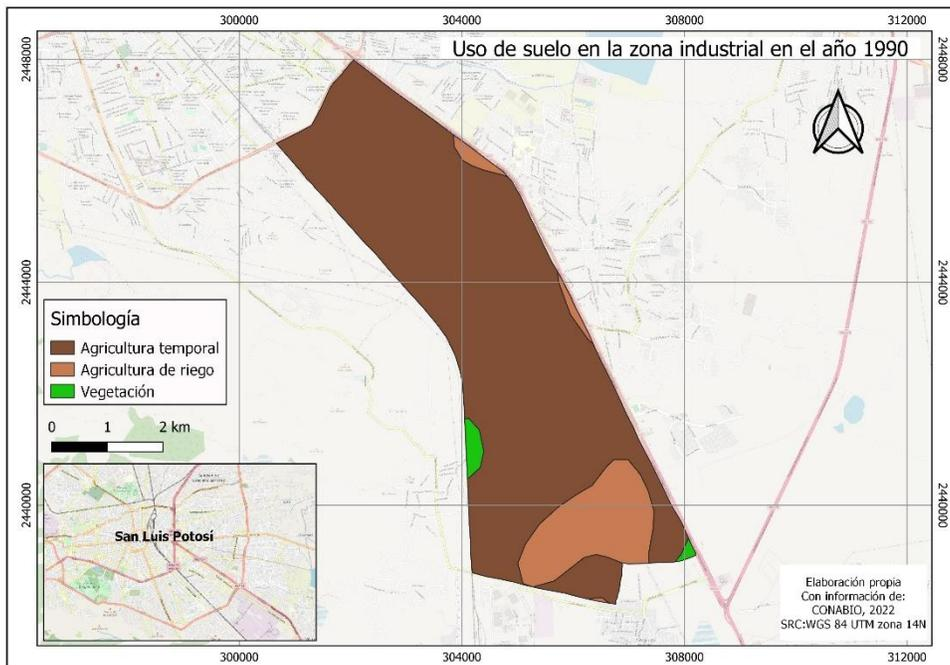 300000 304000 308000 312000
Uso de suelo en la zona industrial en el año 1990
2448000 2448000
2444000 2444000
Simbología
Agricultura temporal
Agricultura de riego
Vegetación
0 1 2 km
2440000 2440000
San Luis Potosí
Elaboración propia
Con información de:
CONABIO, 2022
SRC:WGS 84 UTM zona 14N
300000 304000 308000 312000